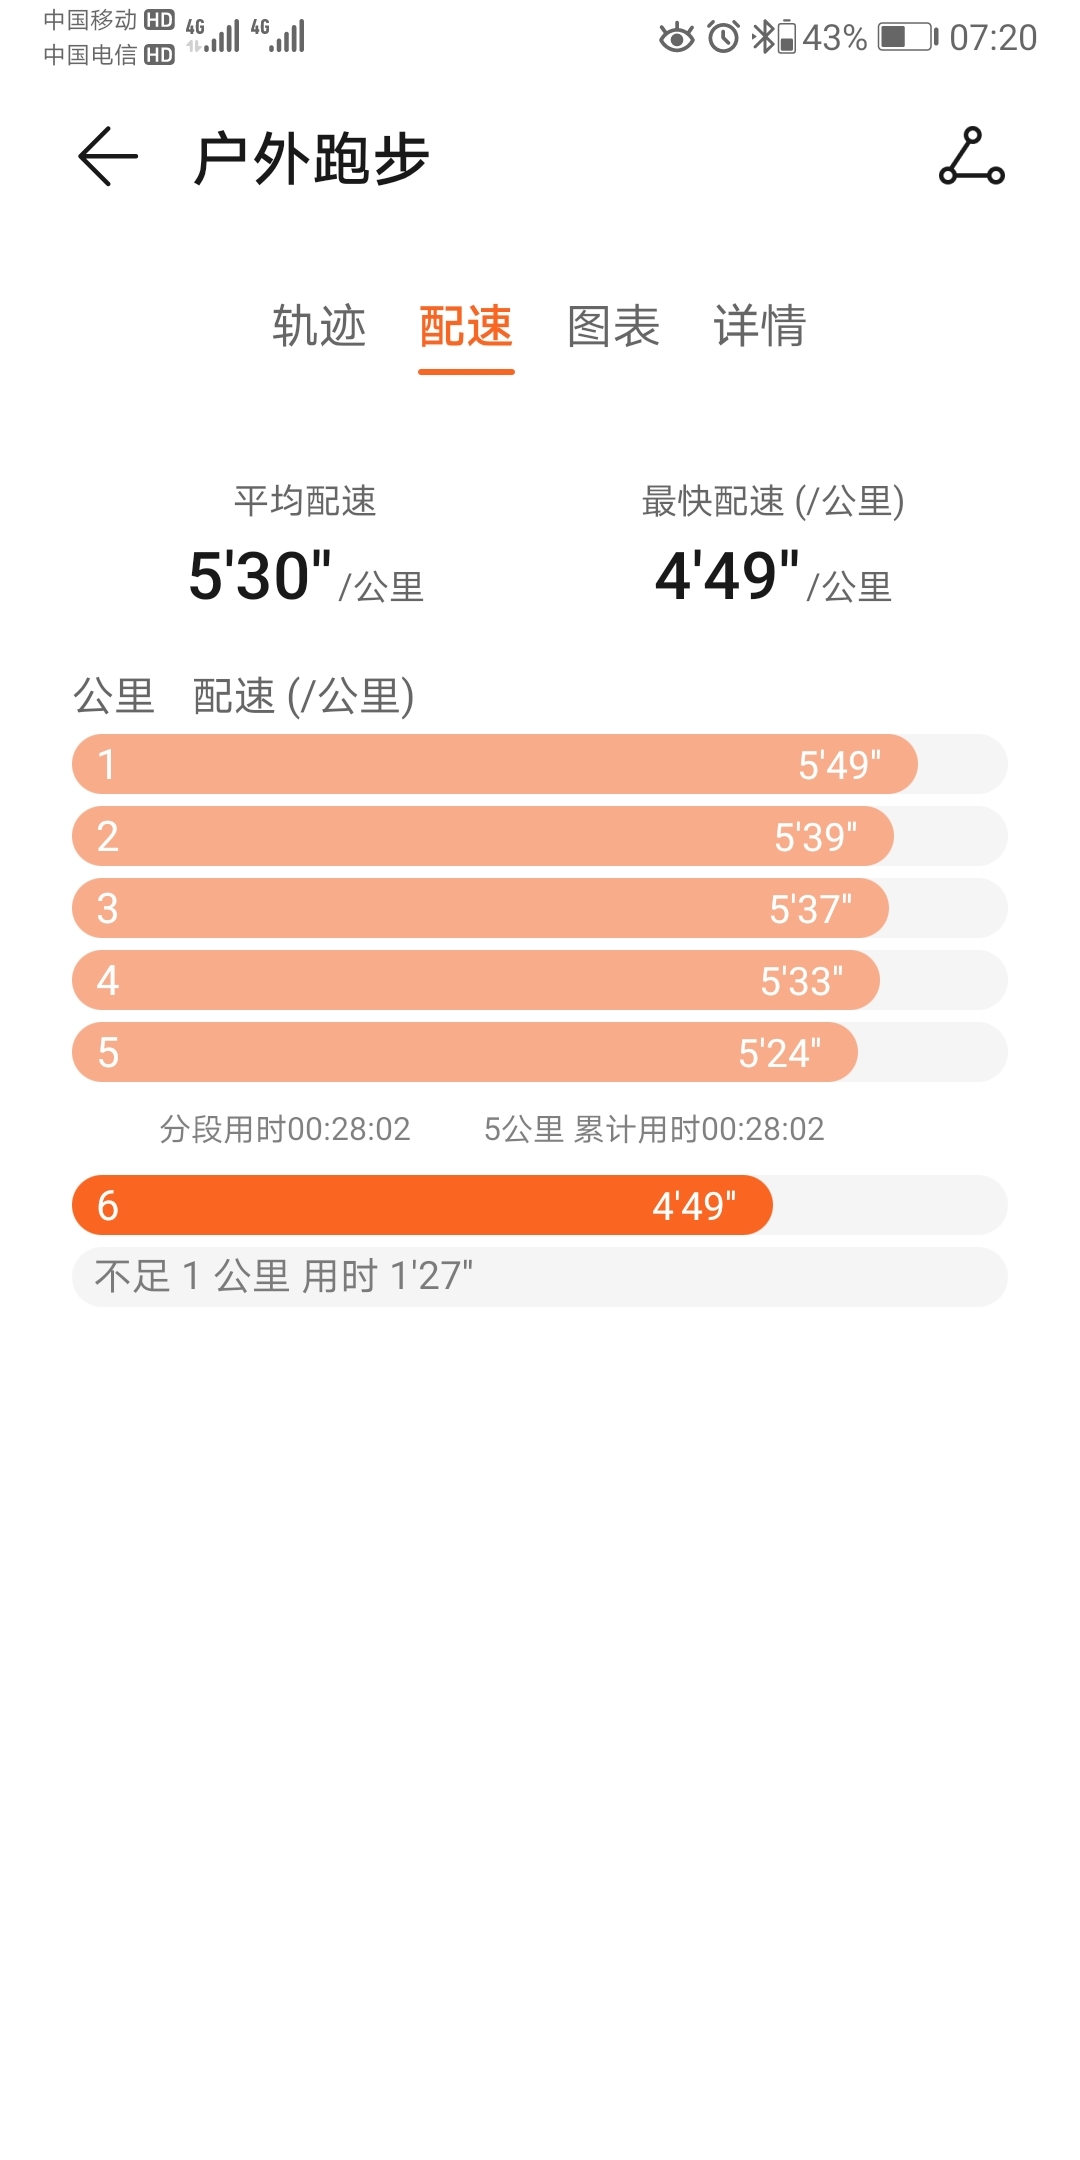 中国移动 HD 4G 4G 43% 07:20
中国电信 HD
户外跑步
轨迹 配速 图表 详情
平均配速 最快配速 (/公里)
5'30" /公里 4'49" /公里
公里 配速 (/公里)
1 5'49"
2 5'39"
3 5'37"
4 5'33"
5 5'24"
分段用时00:28:02 5公里 累计用时00:28:02
6 4'49"
不足 1 公里 用时 1'27"